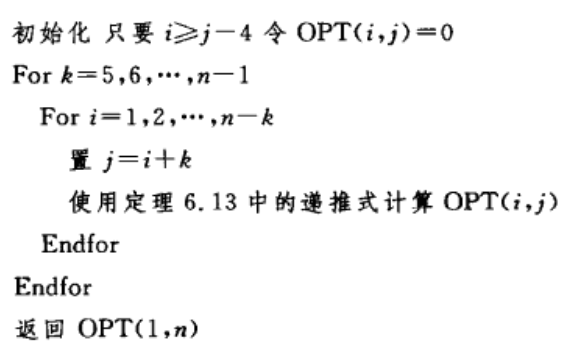 初始化 只要 i⩾j−4 令 OPT(i,j)=0
For k=5,6,⋯,n−1
For i=1,2,⋯,n−k
置 j=i+k
使用定理 6.13 中的递推式计算 OPT(i,j)
Endfor
Endfor
返回 OPT(1,n)